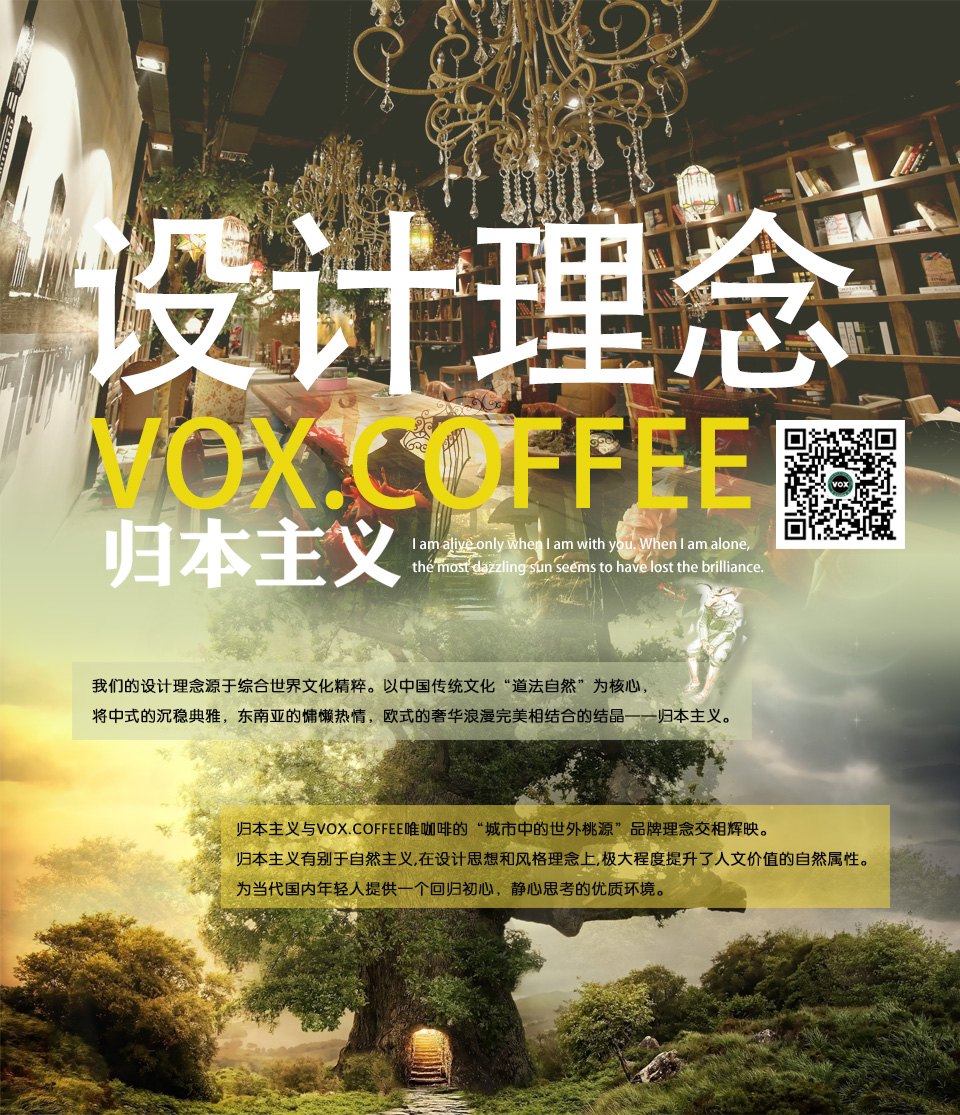 设计理念
VOX.COFFEE
VOX
归本主义
I am alive only when I am with you. When I am alone,
the most dazzling sun seems to have lost the brilliance.
我们的设计理念源于综合世界文化精粹。以中国传统文化“道法自然”为核心，
将中式的沉稳典雅，东南亚的慵懒热情，欧式的奢华浪漫完美相结合的结晶——归本主义。
归本主义与VOX.COFFEE唯咖啡的“城市中的世外桃源”品牌理念交相辉映。
归本主义有别于自然主义,在设计思想和风格理念上,极大程度提升了人文价值的自然属性。
为当代国内年轻人提供一个回归初心，静心思考的优质环境。